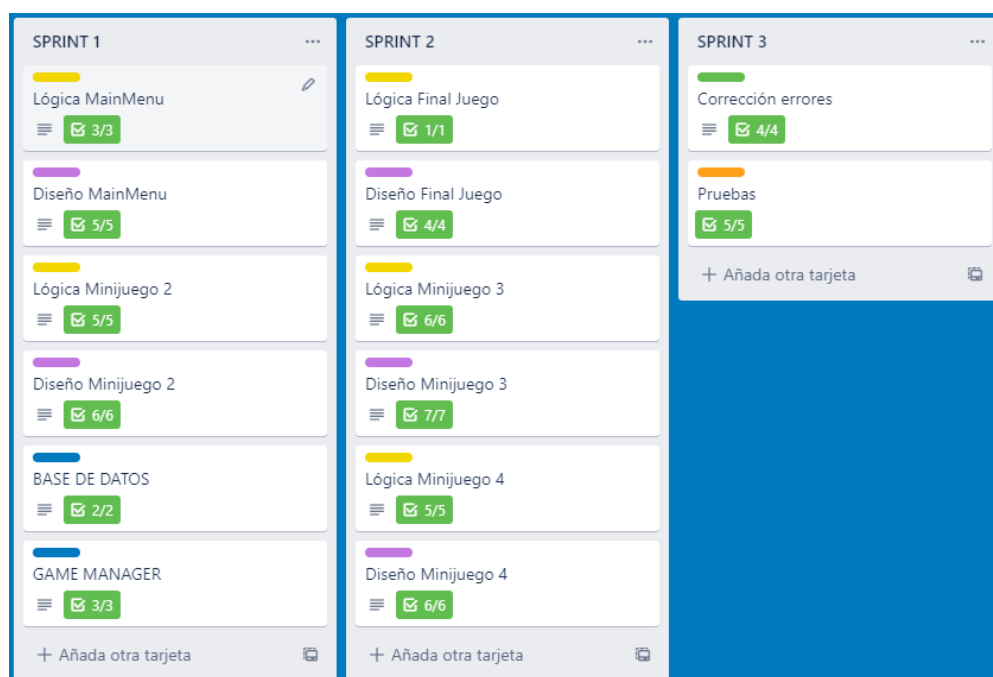 SPRINT 1
Lógica MainMenu
3/3
Diseño MainMenu
5/5
Lógica Minijuego 2
5/5
Diseño Minijuego 2
6/6
BASE DE DATOS
2/2
GAME MANAGER
3/3
+ Añada otra tarjeta
SPRINT 2
Lógica Final Juego
1/1
Diseño Final Juego
4/4
Lógica Minijuego 3
6/6
Diseño Minijuego 3
7/7
Lógica Minijuego 4
5/5
Diseño Minijuego 4
6/6
+ Añada otra tarjeta
SPRINT 3
Corrección errores
4/4
Pruebas
5/5
+ Añada otra tarjeta